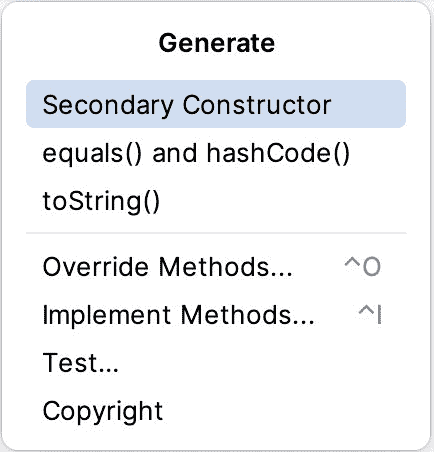 Generate
Secondary Constructor
equals() and hashCode()
toString()
Override Methods... ^O
Implement Methods... ^I
Test...
Copyright